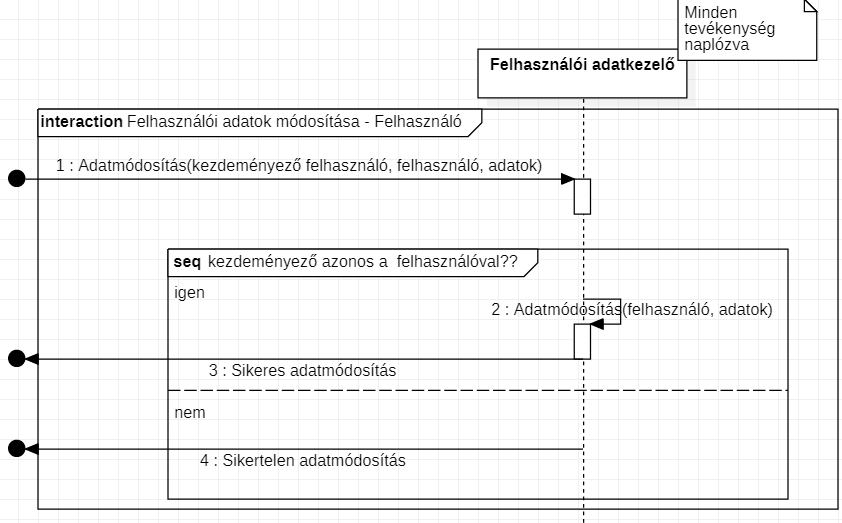 Minden
tevékenység
naplózva
Felhasználói adatkezelő
interaction Felhasználói adatok módosítása - Felhasználó
1 : Adatmódosítás(kezdeményező felhasználó, felhasználó, adatok)
seq kezdeményező azonos a felhasználóval??
igen
2 : Adatmódosítás(felhasználó, adatok)
3 : Sikeres adatmódosítás
nem
4 : Sikertelen adatmódosítás